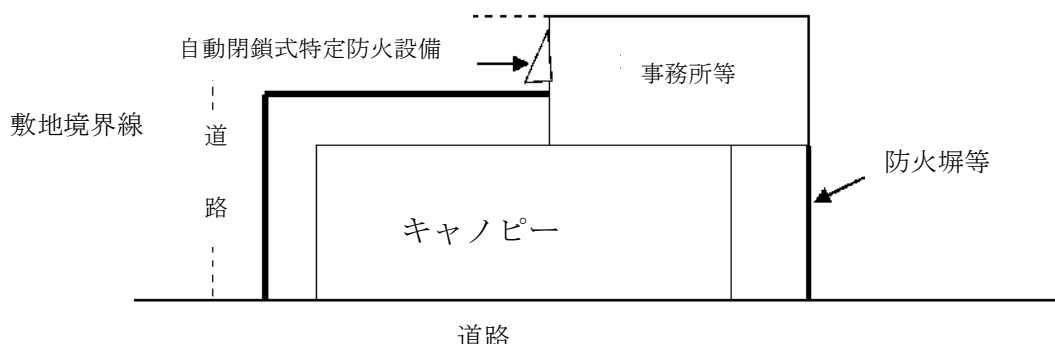 自動閉鎖式特定防火設備
事務所等
敷地境界線
道
路
防火塀等
キャノピー
道路